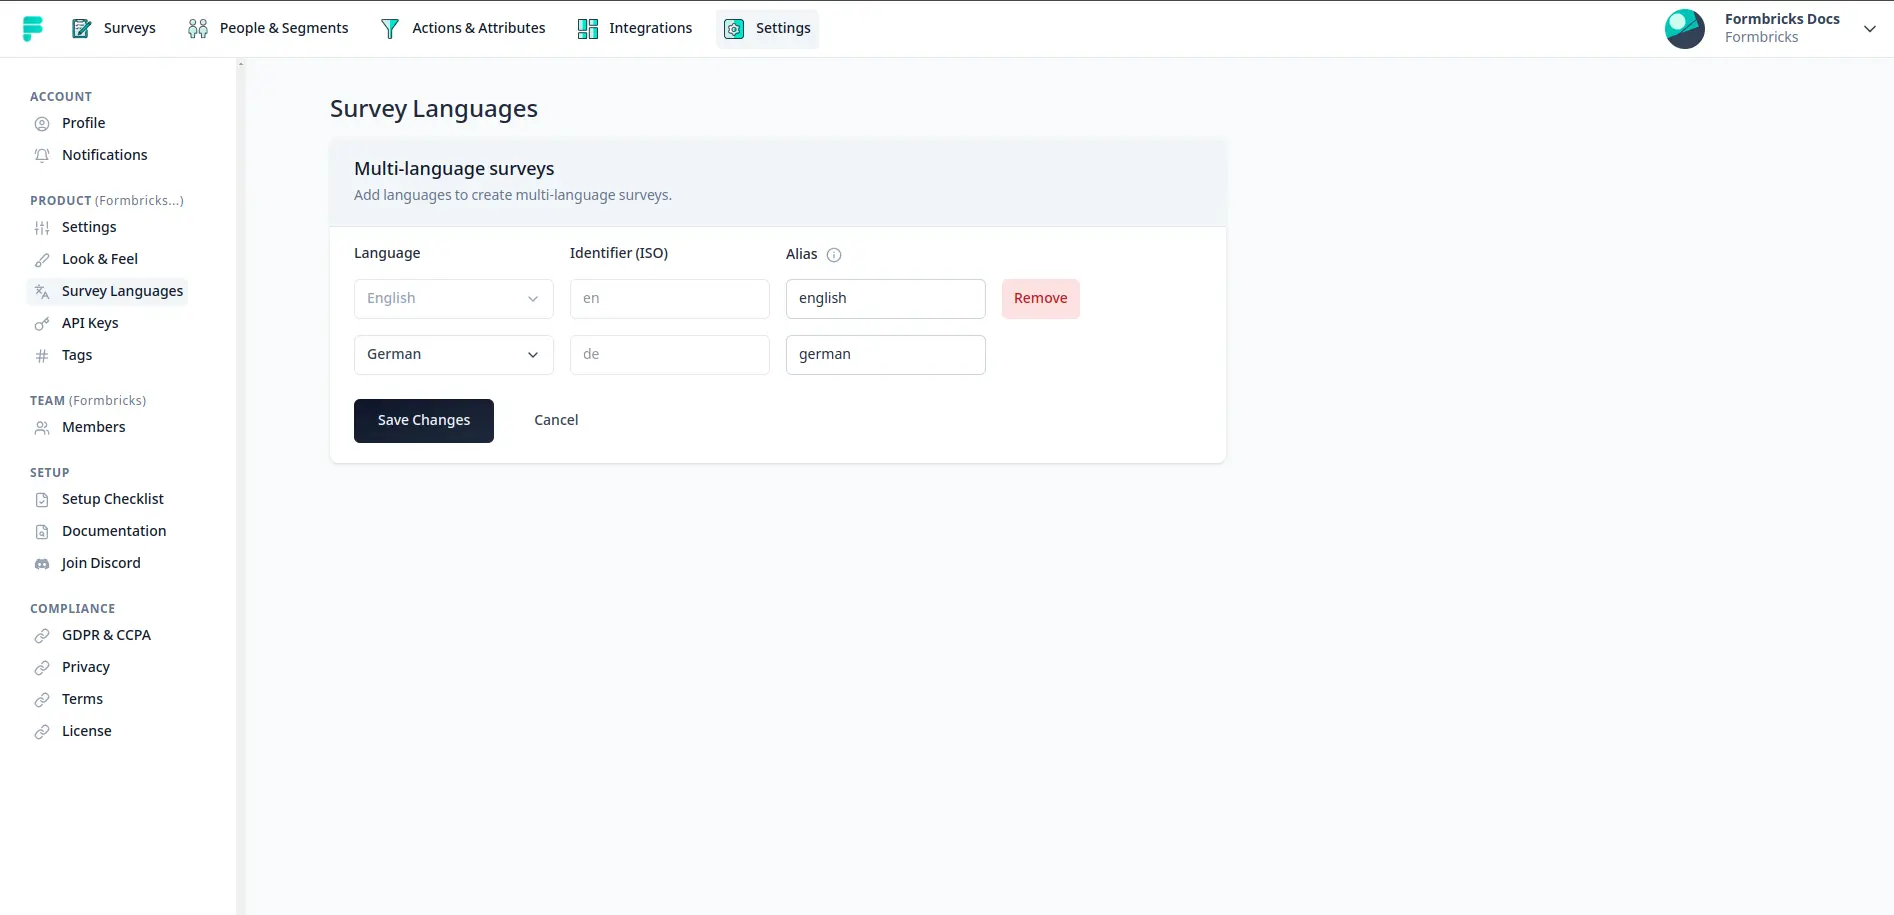 Surveys
People & Segments
Actions & Attributes
Integrations
Settings
Formbricks Docs
Formbricks
ACCOUNT
Profile
Notifications
PRODUCT (Formbricks...)
Settings
Look & Feel
Survey Languages
API Keys
Tags
TEAM (Formbricks)
Members
SETUP
Setup Checklist
Documentation
Join Discord
COMPLIANCE
GDPR & CCPA
Privacy
Terms
License
Survey Languages
Multi-language surveys
Add languages to create multi-language surveys.
Language Identifier (ISO) Alias
English en english Remove
German de german
Save Changes Cancel